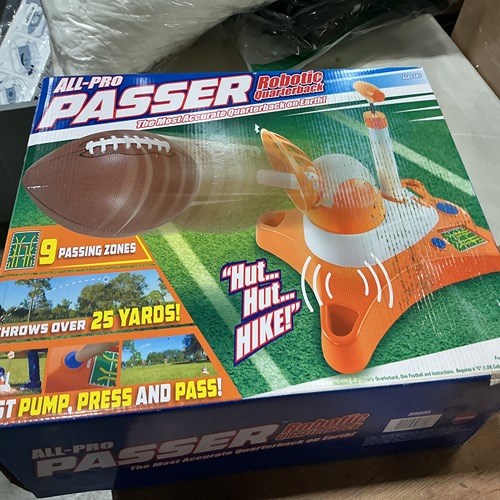 ALL-PRO
PASSER
Robotic
Quarterback
The Most Accurate Quarterback on Earth!
9 PASSING ZONES
"Hut...
Hut...
HIKE!"
THROWS OVER 25 YARDS!
ST PUMP, PRESS AND PASS!
ALL-PRO
PASSER
Robotic
Quarterback
The Most Accurate Quarterback on Earth!